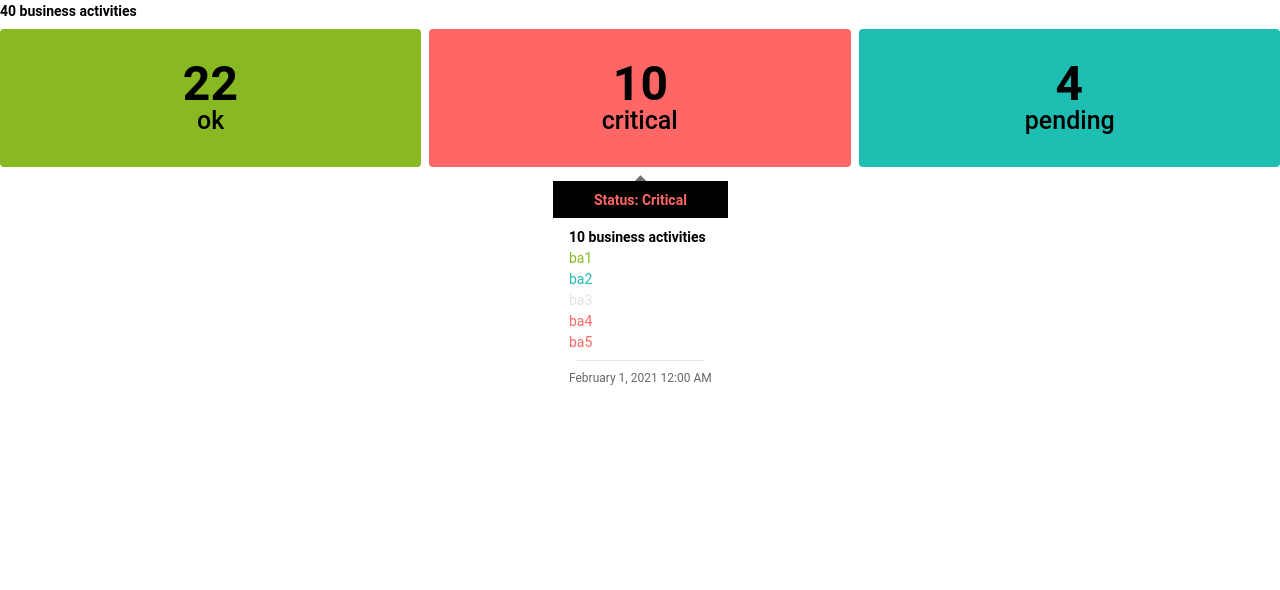 40 business activities
22
ok
10
critical
4
pending
Status: Critical
10 business activities
ba1
ba2
ba3
ba4
ba5
February 1, 2021 12:00 AM